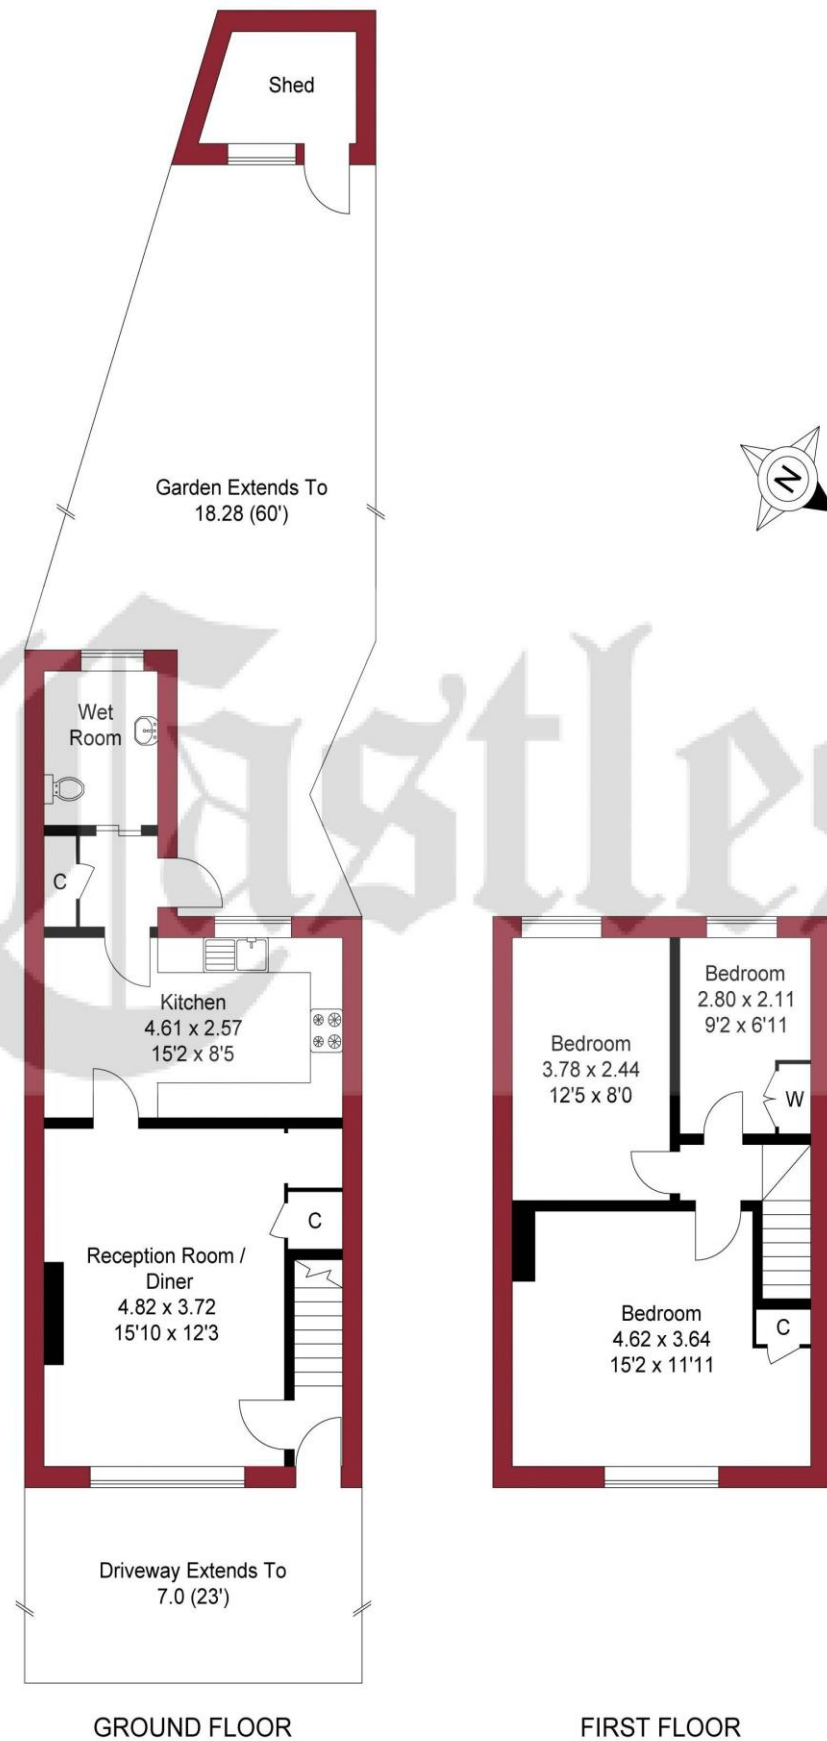 Shed
Garden Extends To
18.28 (60')
N
Castles
Wet
Room
C
Kitchen
4.61 x 2.57
15'2 x 8'5
Reception Room /
Diner
4.82 x 3.72
15'10 x 12'3
C
Driveway Extends To
7.0 (23')
GROUND FLOOR
Bedroom
2.80 x 2.11
9'2 x 6'11
W
Bedroom
3.78 x 2.44
12'5 x 8'0
Bedroom
4.62 x 3.64
15'2 x 11'11
C
FIRST FLOOR